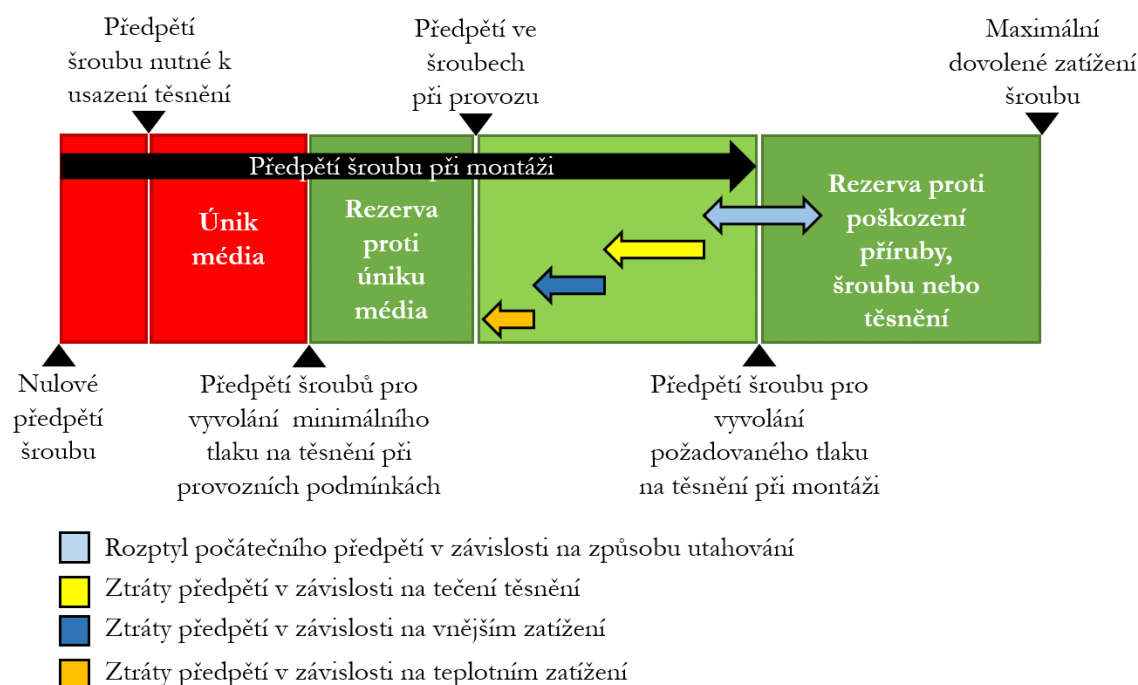 Předpětí
šroubu nutné k
usazení těsnění
Předpětí ve
šroubech
při provozu
Maximální
dovolené zatížení
šroubu
Předpětí šroubu při montáži
Únik
média
Rezerva
proti
úniku
média
Rezerva proti
poškození
příruby,
šroubu nebo
těsnění
Nulové
předpětí
šroubu
Předpětí šroubů pro
vyvolání minimálního
tlaku na těsnění při
provozních podmínkách
Předpětí šroubu pro
vyvolání
požadovaného tlaku
na těsnění při montáži
Rozptyl počátečního předpětí v závislosti na způsobu utahování
Ztráty předpětí v závislosti na tečení těsnění
Ztráty předpětí v závislosti na vnějším zatížení
Ztráty předpětí v závislosti na teplotním zatížení